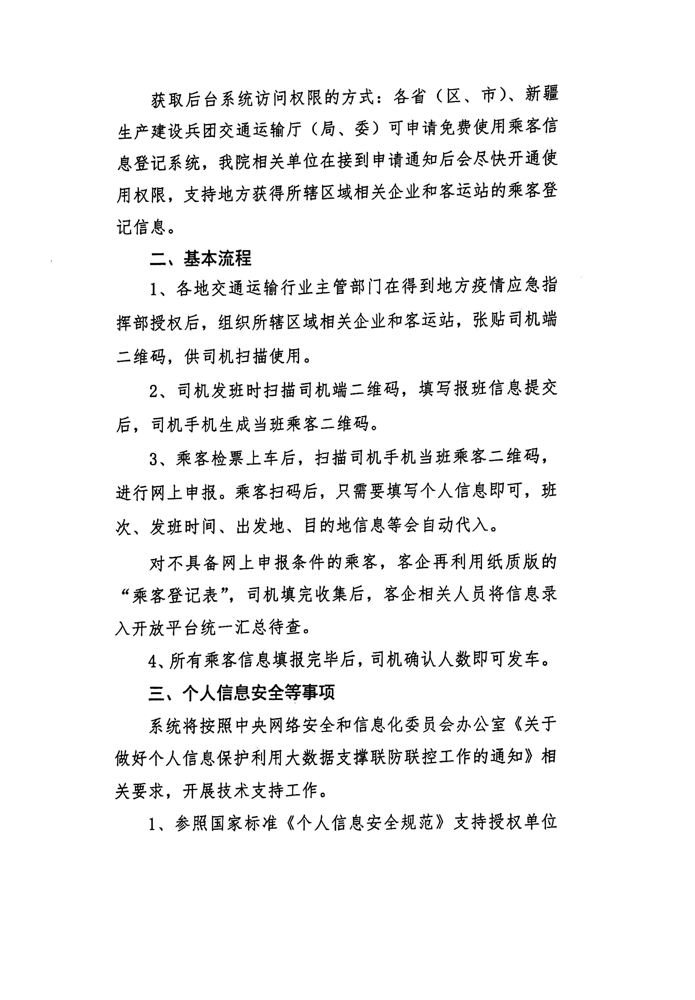 获取后台系统访问权限的方式：各省（区、市）、新疆
生产建设兵团交通运输厅（局、委）可申请免费使用乘客信
息登记系统，我院相关单位在接到申请通知后会尽快开通使
用权限，支持地方获得所辖区域相关企业和客运站的乘客登
记信息。
二、基本流程
1、各地交通运输行业主管部门在得到地方疫情应急指
挥部授权后，组织所辖区域相关企业和客运站，张贴司机端
二维码，供司机扫描使用。
2、司机发班时扫描司机端二维码，填写报班信息提交
后，司机手机生成当班乘客二维码。
3、乘客检票上车后，扫描司机手机当班乘客二维码，
进行网上申报。乘客扫码后，只需要填写个人信息即可，班
次、发班时间、出发地、目的地信息等会自动代入。
对不具备网上申报条件的乘客，客企再利用纸质版的
“乘客登记表”，司机填完收集后，客企相关人员将信息录
入开放平台统一汇总待查。
4、所有乘客信息填报完毕后，司机确认人数即可发车。
三、个人信息安全等事项
系统将按照中央网络安全和信息化委员会办公室《关于
做好个人信息保护利用大数据支撑联防联控工作的通知》相
关要求，开展技术支持工作。
1、参照国家标准《个人信息安全规范》支持授权单位